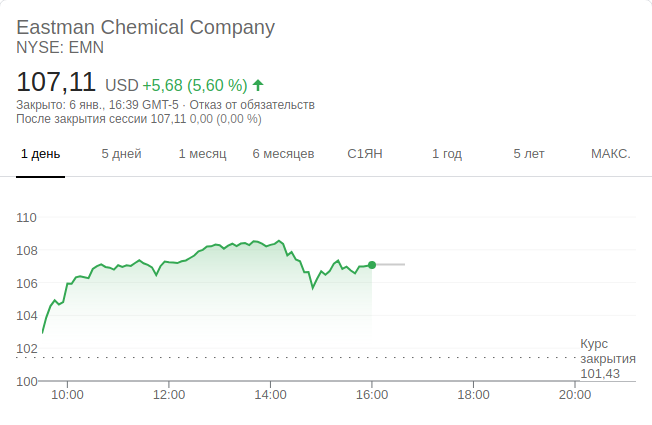 Eastman Chemical Company
NYSE: EMN
107,11 USD +5,68 (5,60 %)
Закрыто: 6 янв., 16:39 GMT-5 · Отказ от обязательств
После закрытия сессии 107,11 0,00 (0,00 %)
1 день 5 дней 1 месяц 6 месяцев С1ЯН 1 год 5 лет МАКС.
110
108
106
104
102
100
Курс
закрытия
101,43
10:00 12:00 14:00 16:00 18:00 20:00